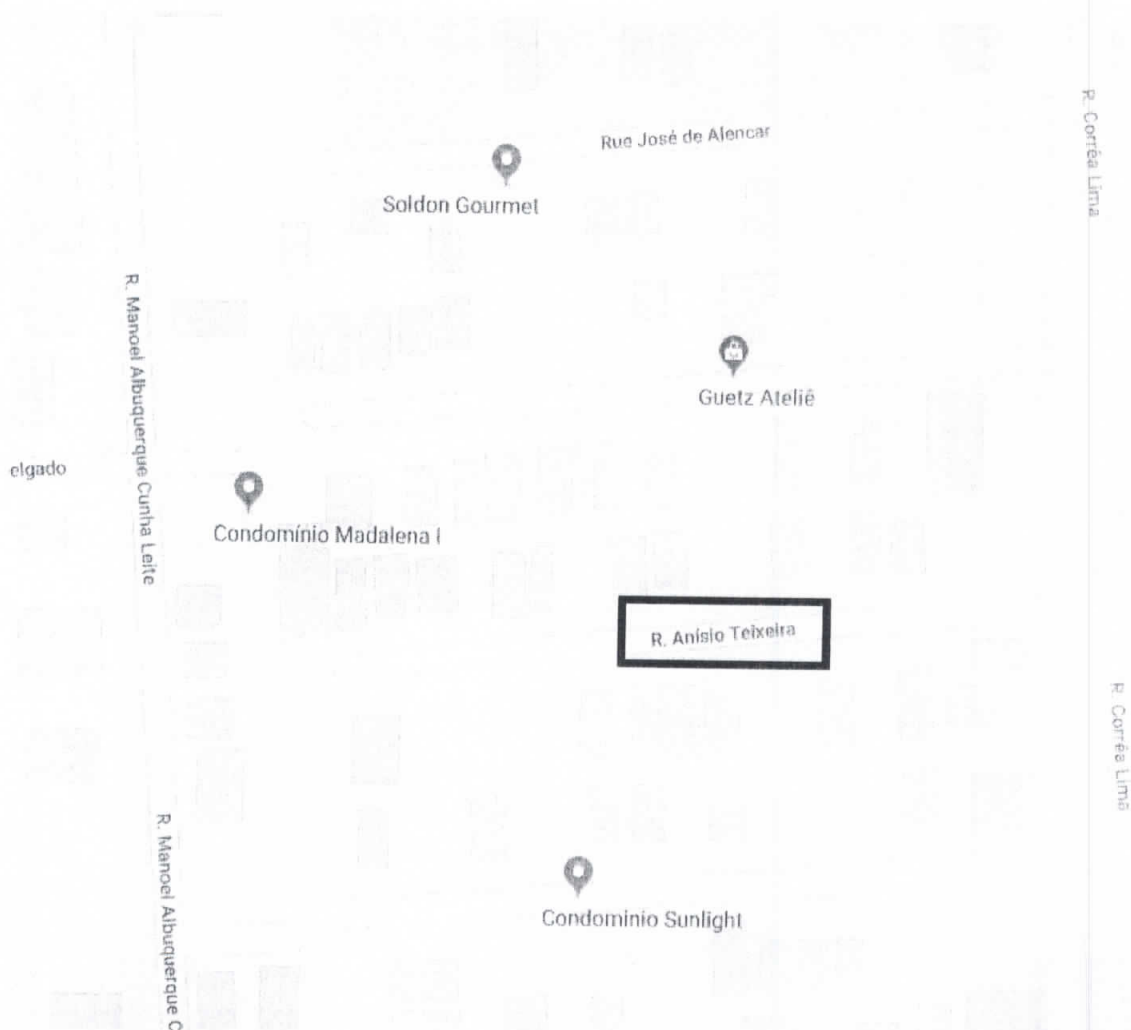 R. Corrêa Lima
Rua José de Alencar
Soldon Gourmet
R. Manoel Albuquerque Cunha Leite
Guetz Ateliê
elgado
Condomínio Madalena I
R. Anísio Teixeira
R. Corrêa Lima
R. Manoel Albuquerque C
Condominio Sunlight